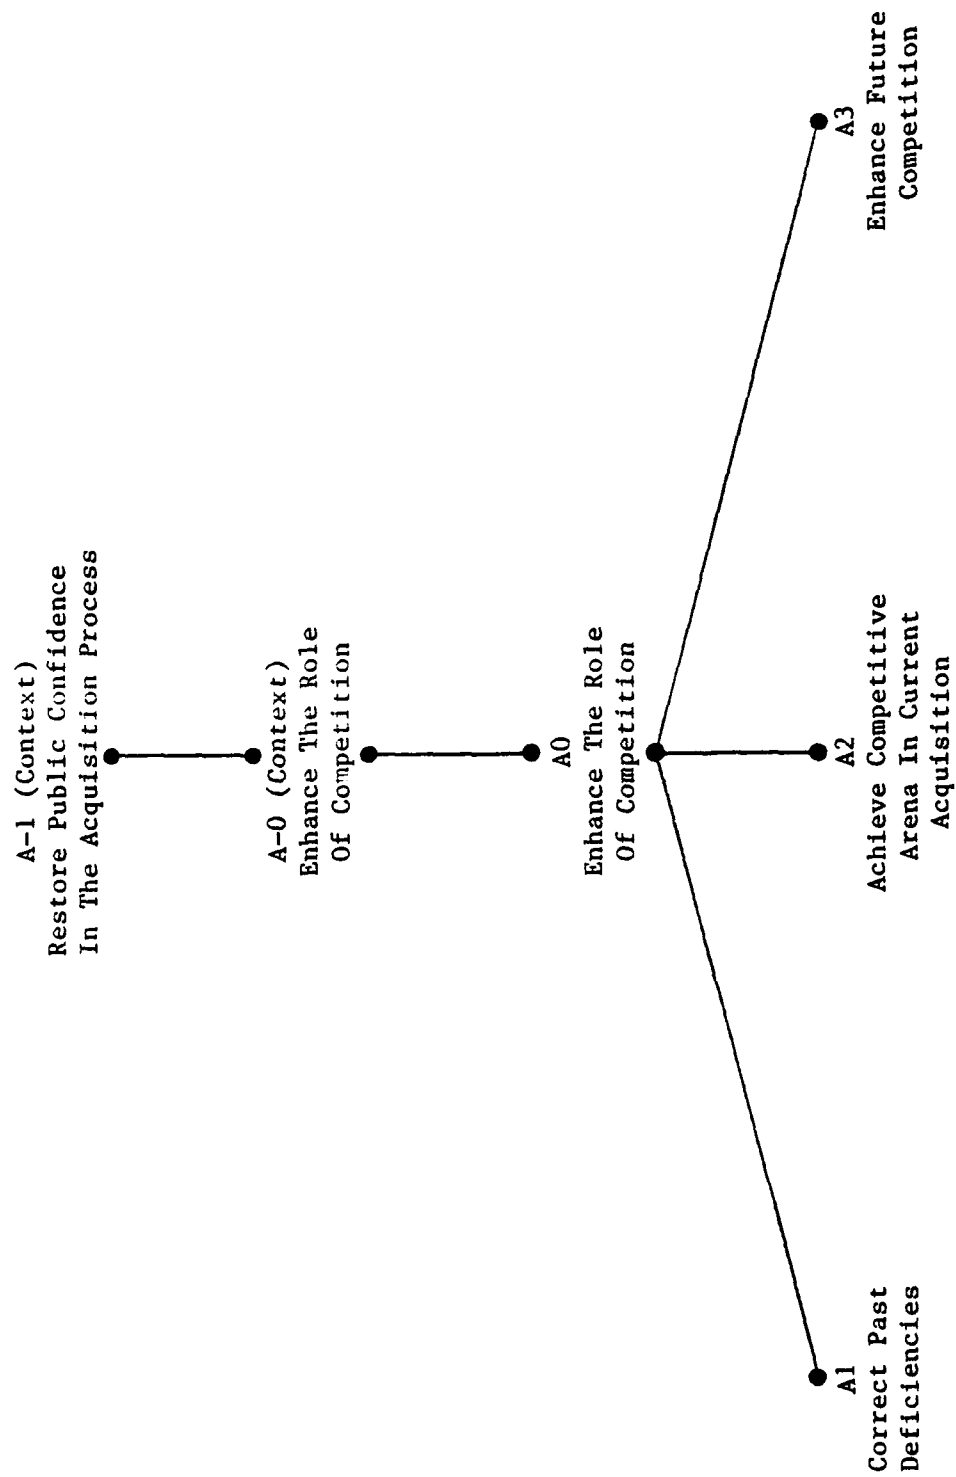 A-1 (Context)
Restore Public Confidence
In The Acquisition Process
A-0 (Context)
Enhance The Role
Of Competition
A0
Enhance The Role
Of Competition
A1
Correct Past
Deficiencies
A2
Achieve Competitive
Arena In Current
Acquisition
A3
Enhance Future
Competition